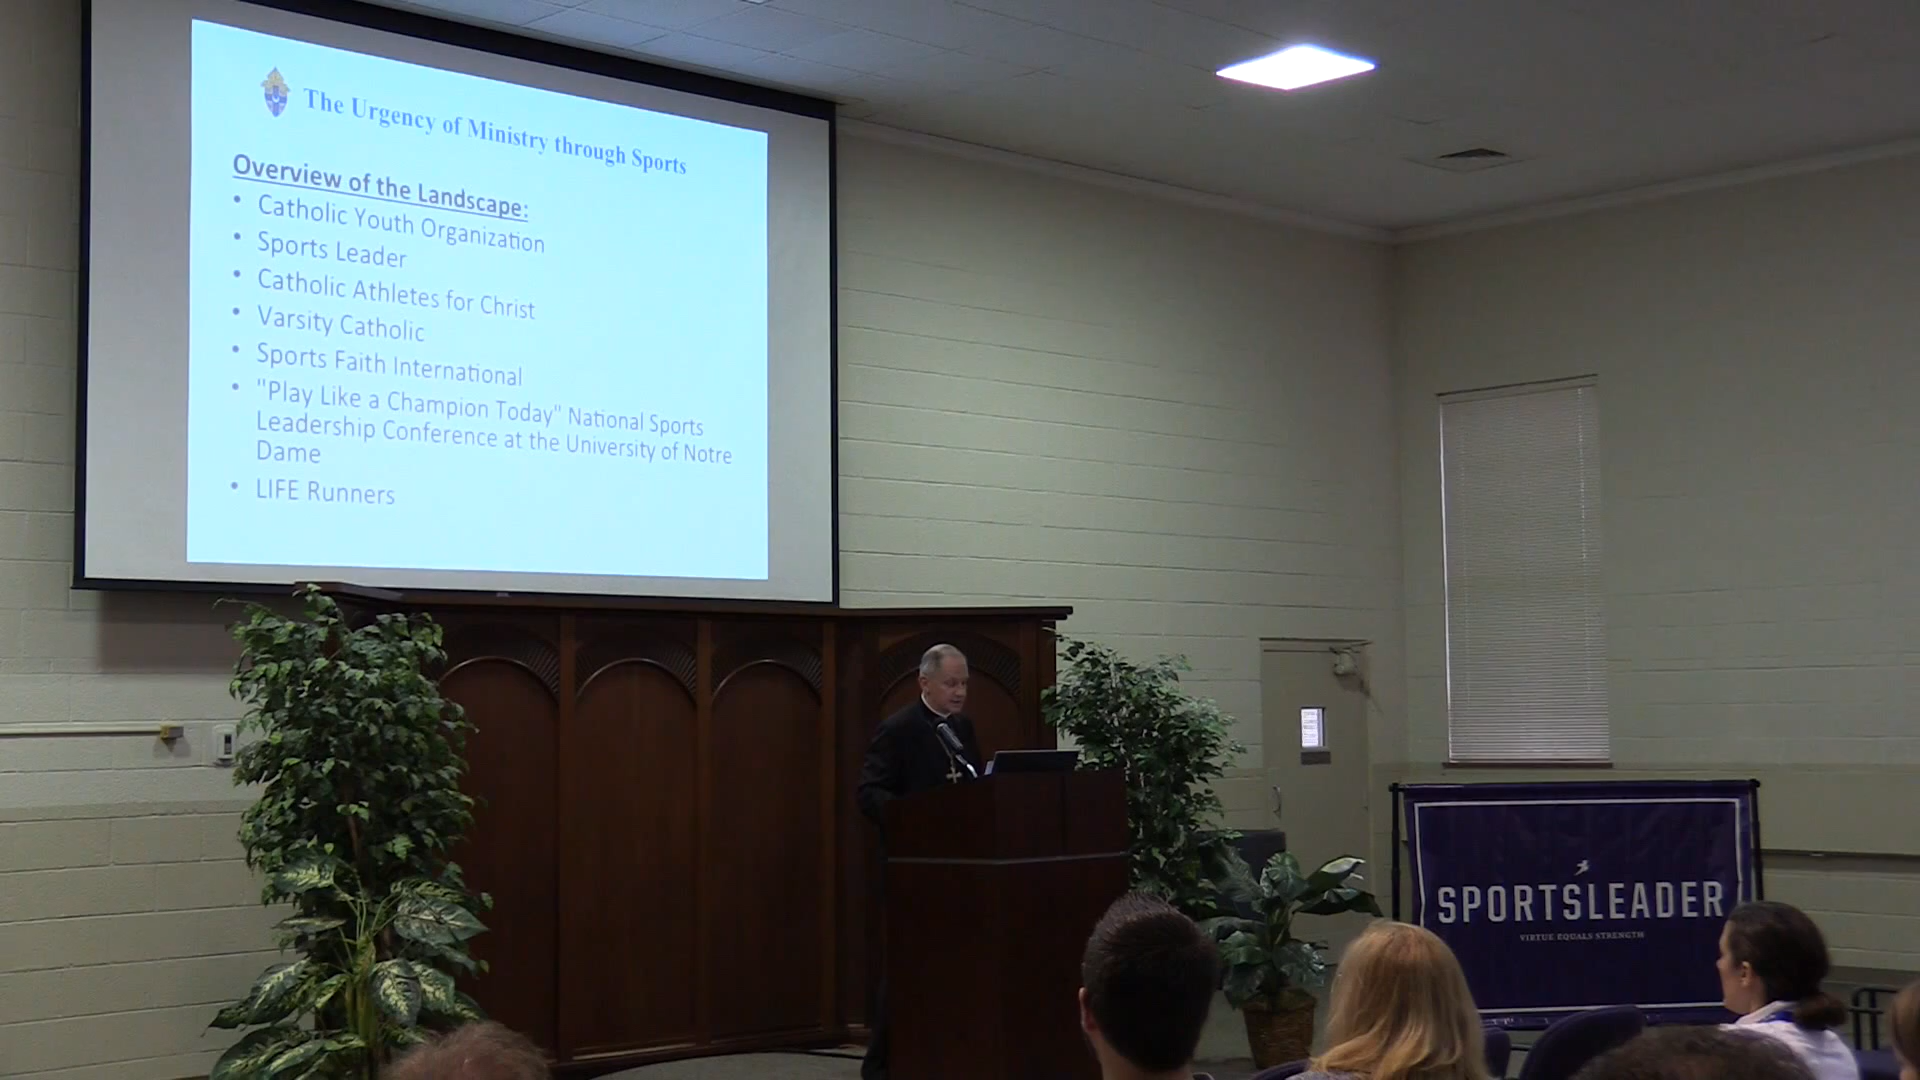 The Urgency of Ministry through Sports
Overview of the Landscape:
• Catholic Youth Organization
• Sports Leader
• Catholic Athletes for Christ
• Varsity Catholic
• Sports Faith International
• "Play Like a Champion Today" National Sports
Leadership Conference at the University of Notre
Dame
• LIFE Runners
SPORTSLEADER
VIRTUE EQUALS STRENGTH